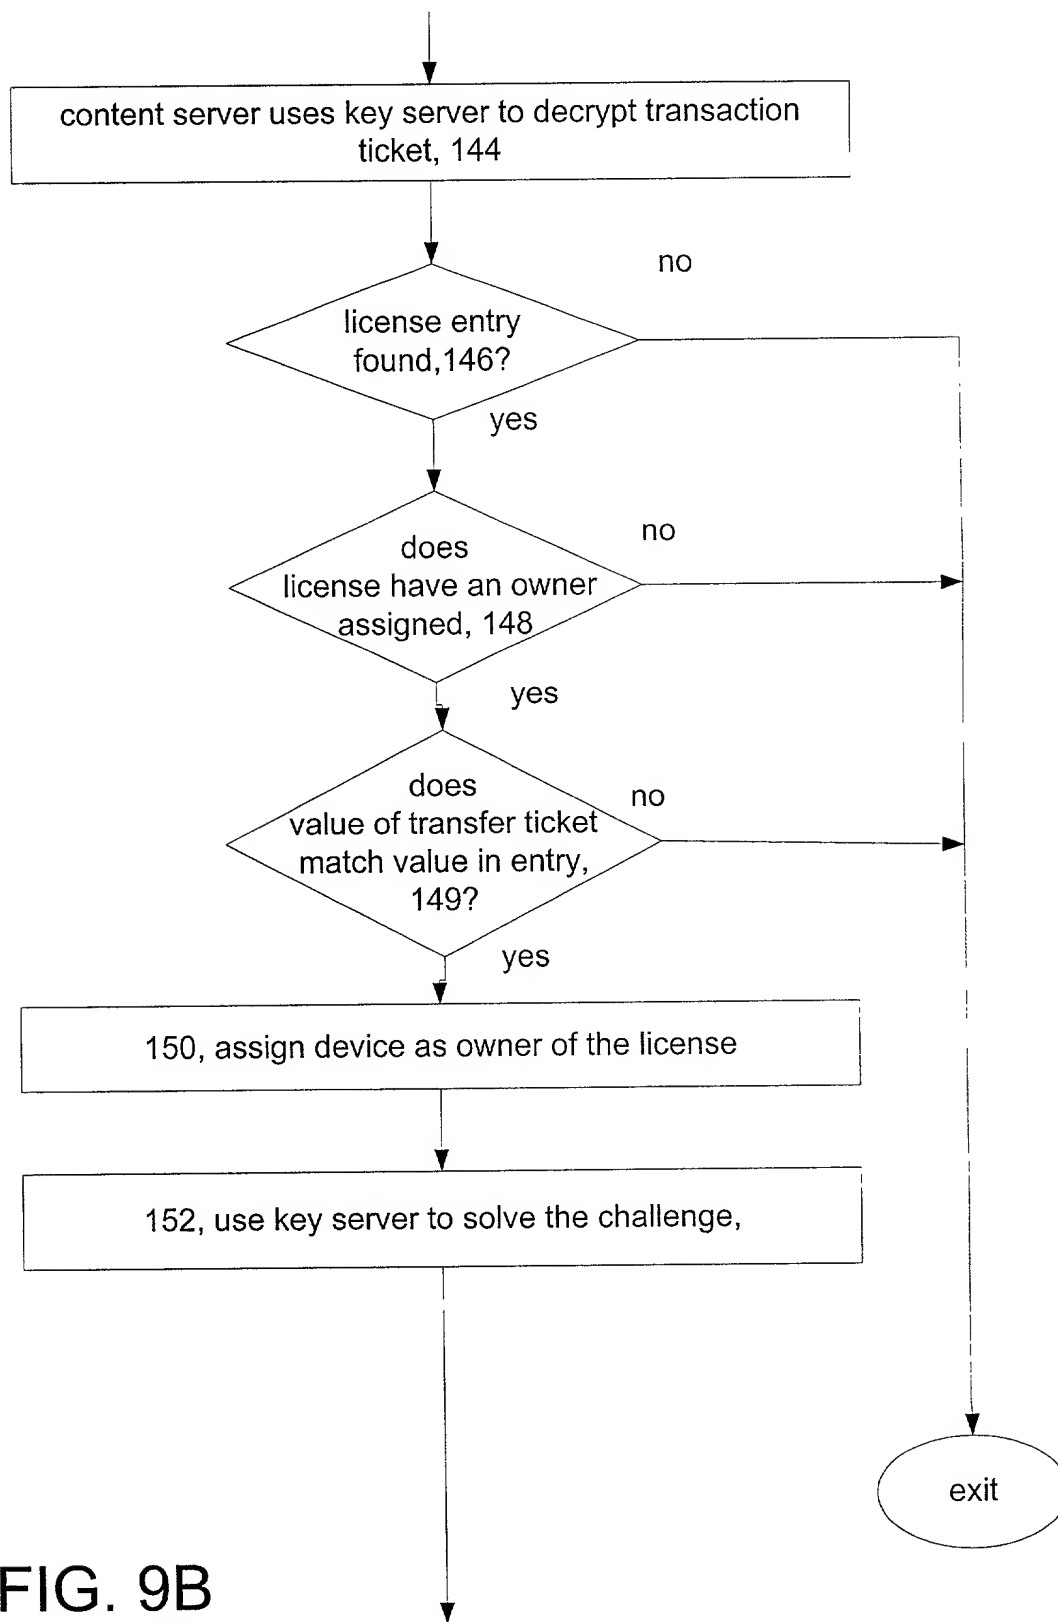 content server uses key server to decrypt transaction
ticket, 144
no
license entry
found,146?
yes
no
does
license have an owner
assigned, 148
yes
does
no
value of transfer ticket
match value in entry,
149?
yes
150, assign device as owner of the license
152, use key server to solve the challenge,
exit
FIG. 9B